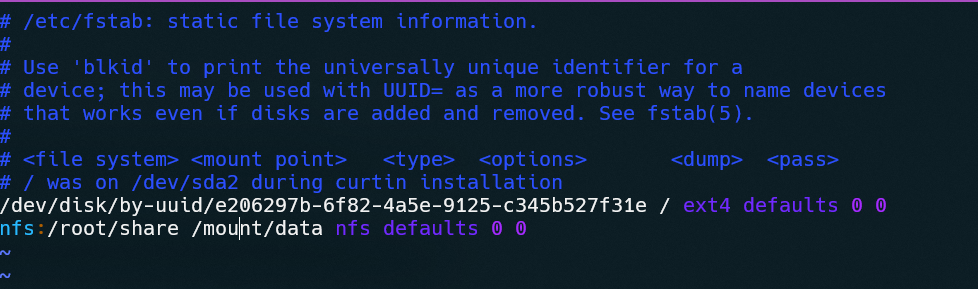 # /etc/fstab: static file system information.
#
# Use 'blkid' to print the universally unique identifier for a
# device; this may be used with UUID= as a more robust way to name devices
# that works even if disks are added and removed. See fstab(5).
#
# <file system> <mount point>   <type>  <options>       <dump>  <pass>
# / was on /dev/sda2 during curtin installation
/dev/disk/by-uuid/e206297b-6f82-4a5e-9125-c345b527f31e / ext4 defaults 0 0
nfs:/root/share /mount/data nfs defaults 0 0
~
~